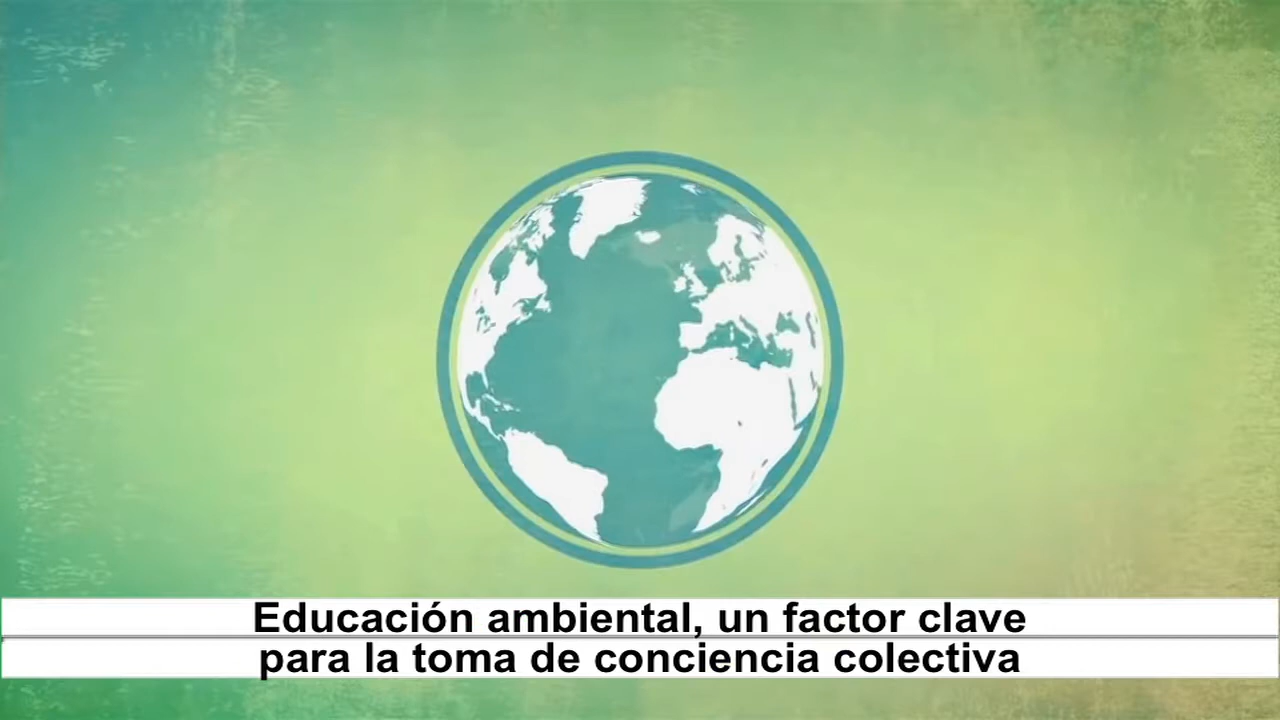 Educación ambiental, un factor clave
para la toma de conciencia colectiva